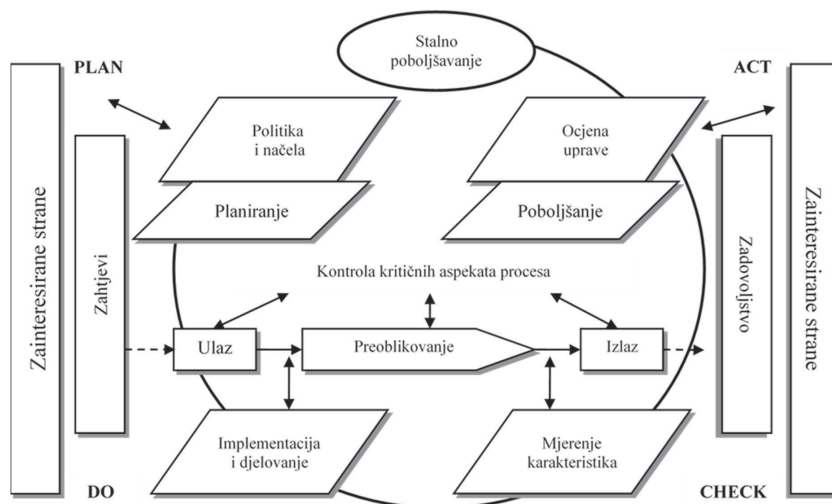 Stalno
poboljšavanje
PLAN
ACT
Politika
i načela
Ocjena
uprave
Planiranje
Poboljšanje
Zainteresirane strane
Zahtjevi
Kontrola kritičnih aspekata procesa
Zadovoljstvo
Zainteresirane strane
Ulaz
Preoblikovanje
Izlaz
Implementacija
i djelovanje
Mjerenje
karakteristika
DO
CHECK